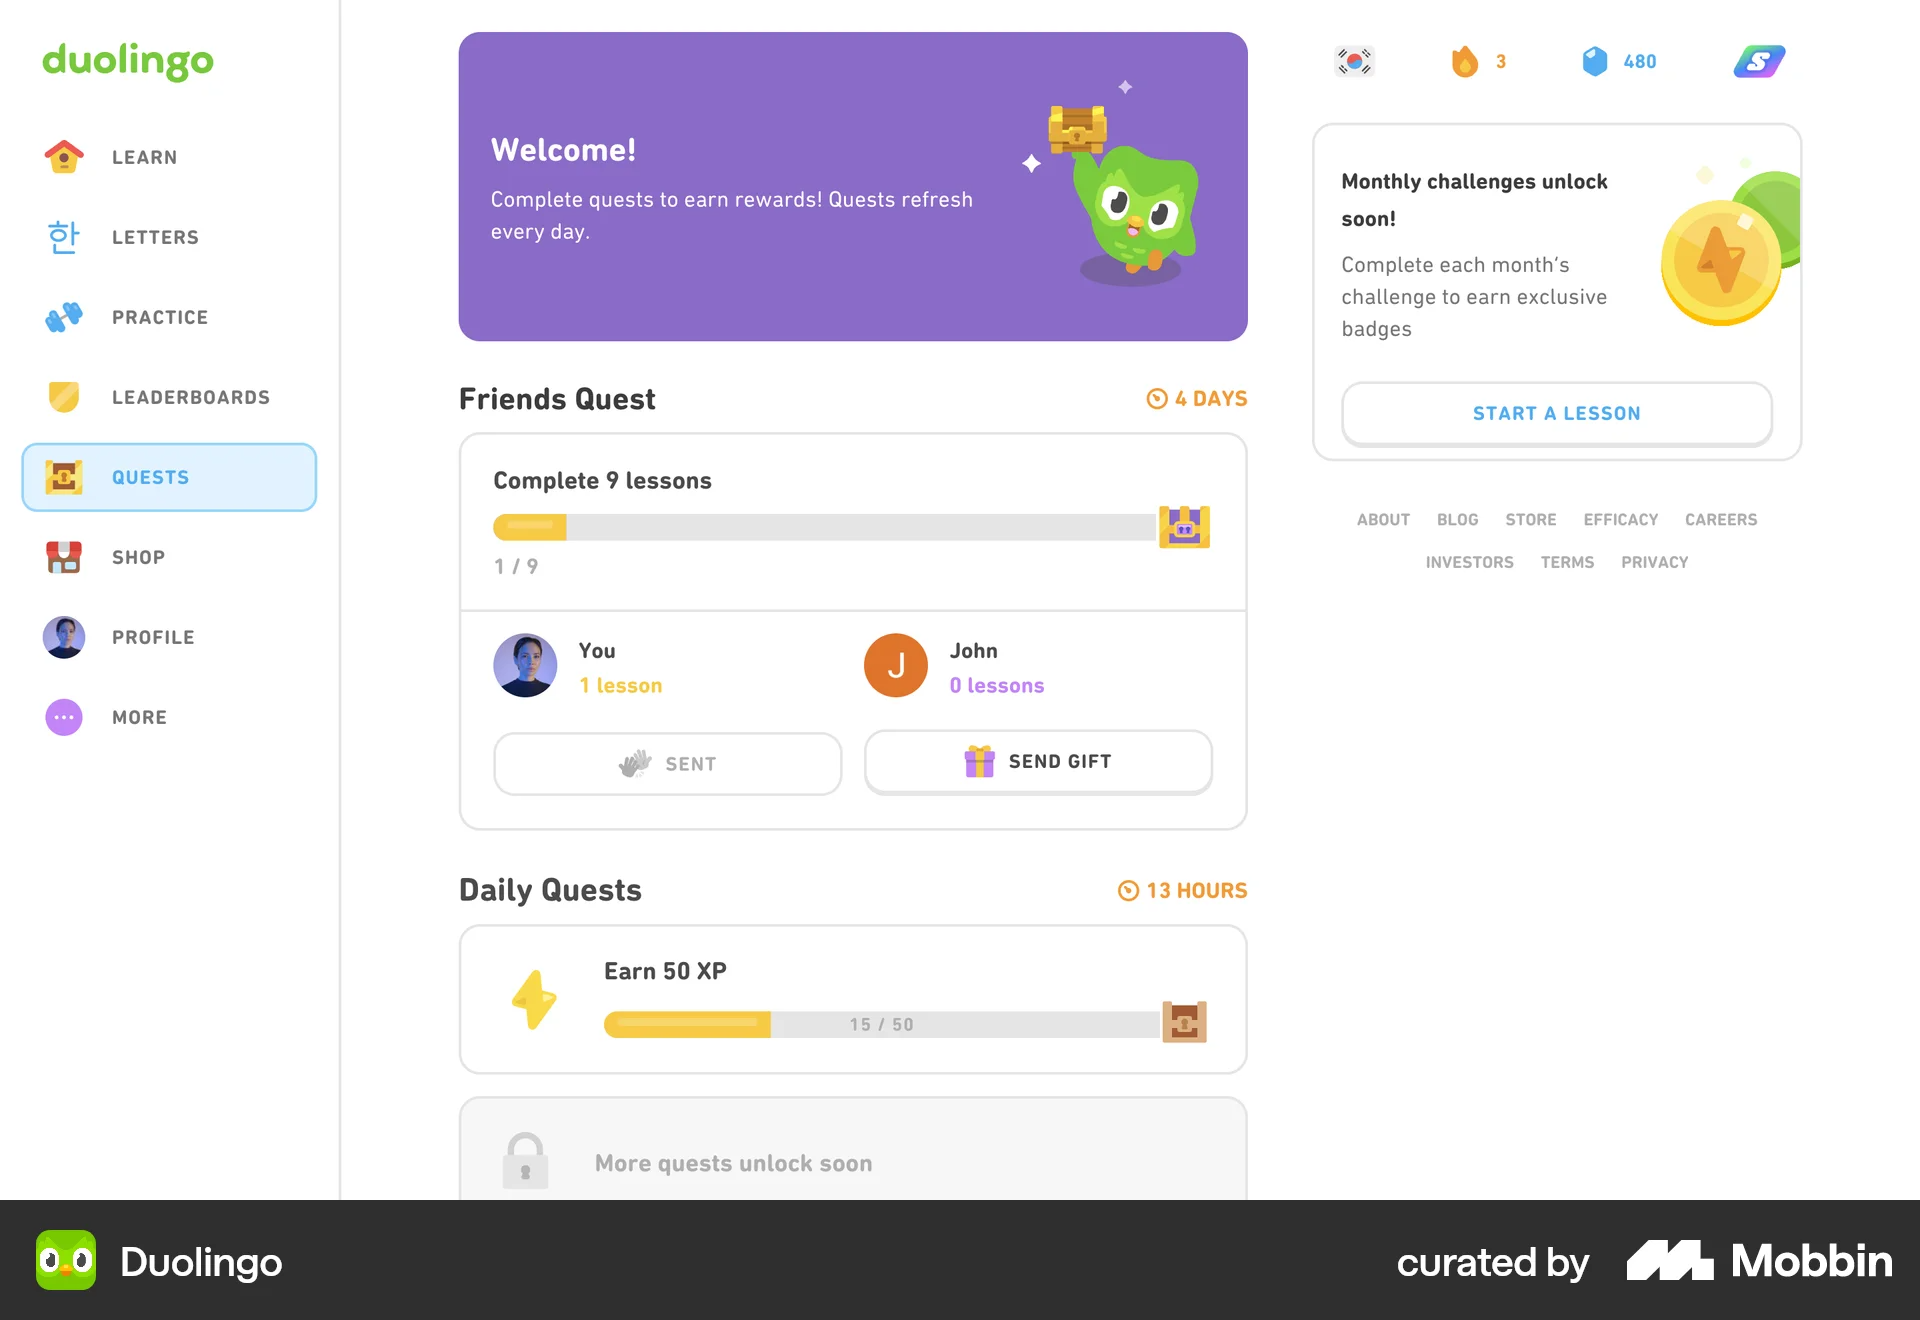 duolingo
LEARN
한
LETTERS
PRACTICE
LEADERBOARDS
QUESTS
SHOP
PROFILE
MORE
Welcome!
Complete quests to earn rewards! Quests refresh
every day.
Friends Quest
4 DAYS
Complete 9 lessons
1 / 9
You
1 lesson
J
John
0 lessons
SENT
SEND GIFT
Daily Quests
13 HOURS
Earn 50 XP
15 / 50
More quests unlock soon
3
480
S
Monthly challenges unlock
soon!
Complete each month's
challenge to earn exclusive
badges
START A LESSON
ABOUT BLOG STORE EFFICACY CAREERS
INVESTORS TERMS PRIVACY
Duolingo
curated by Mobbin